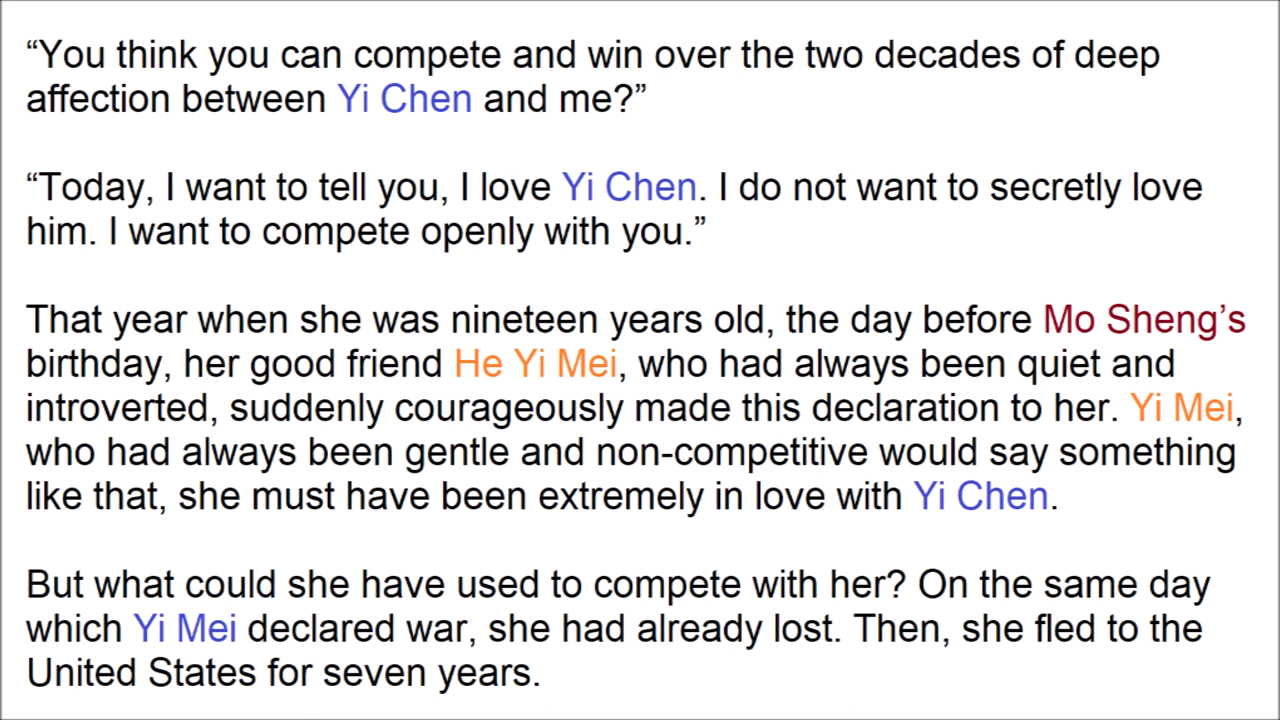 “You think you can compete and win over the two decades of deep
affection between Yi Chen and me?”
“Today, I want to tell you, I love Yi Chen. I do not want to secretly love
him. I want to compete openly with you.”
That year when she was nineteen years old, the day before Mo Sheng’s
birthday, her good friend He Yi Mei, who had always been quiet and
introverted, suddenly courageously made this declaration to her. Yi Mei,
who had always been gentle and non-competitive would say something
like that, she must have been extremely in love with Yi Chen.
But what could she have used to compete with her? On the same day
which Yi Mei declared war, she had already lost. Then, she fled to the
United States for seven years.